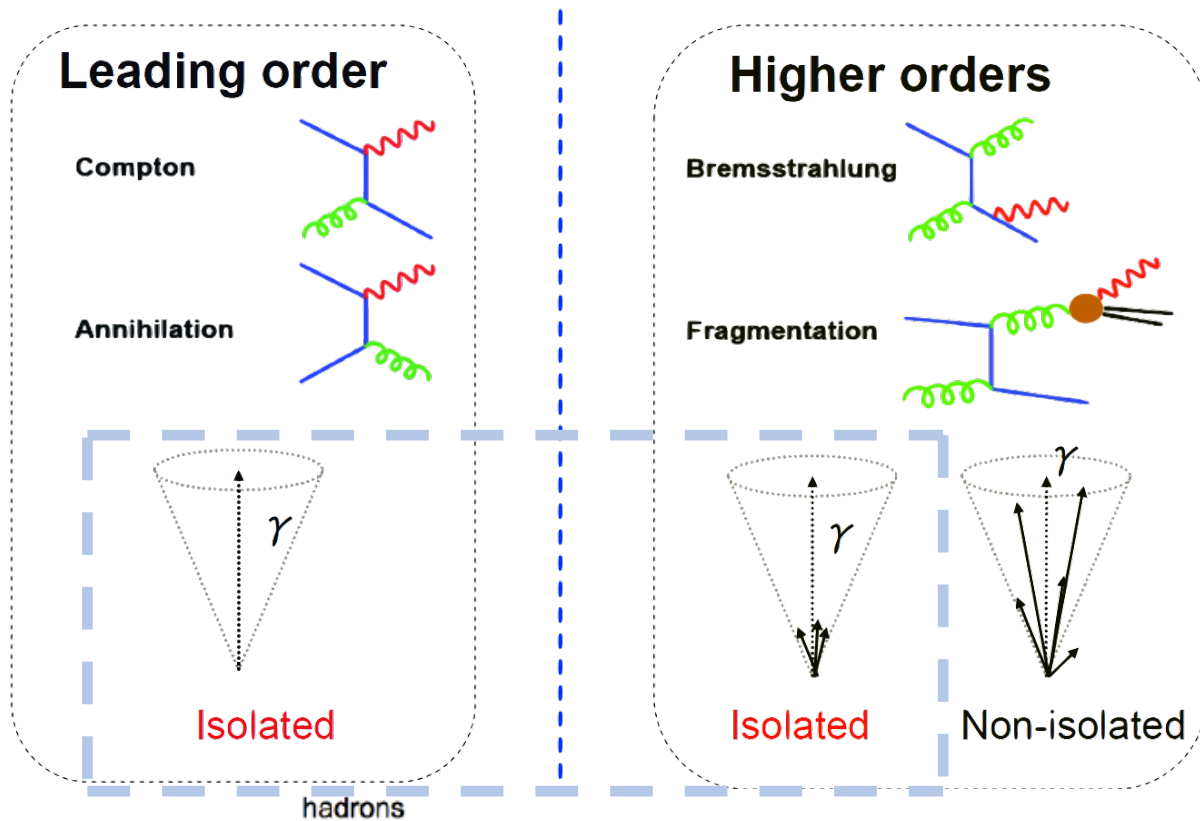 Leading order
Compton
Annihilation
γ
Isolated
hadrons
Higher orders
Bremsstrahlung
Fragmentation
γ
γ
Isolated
Non-isolated